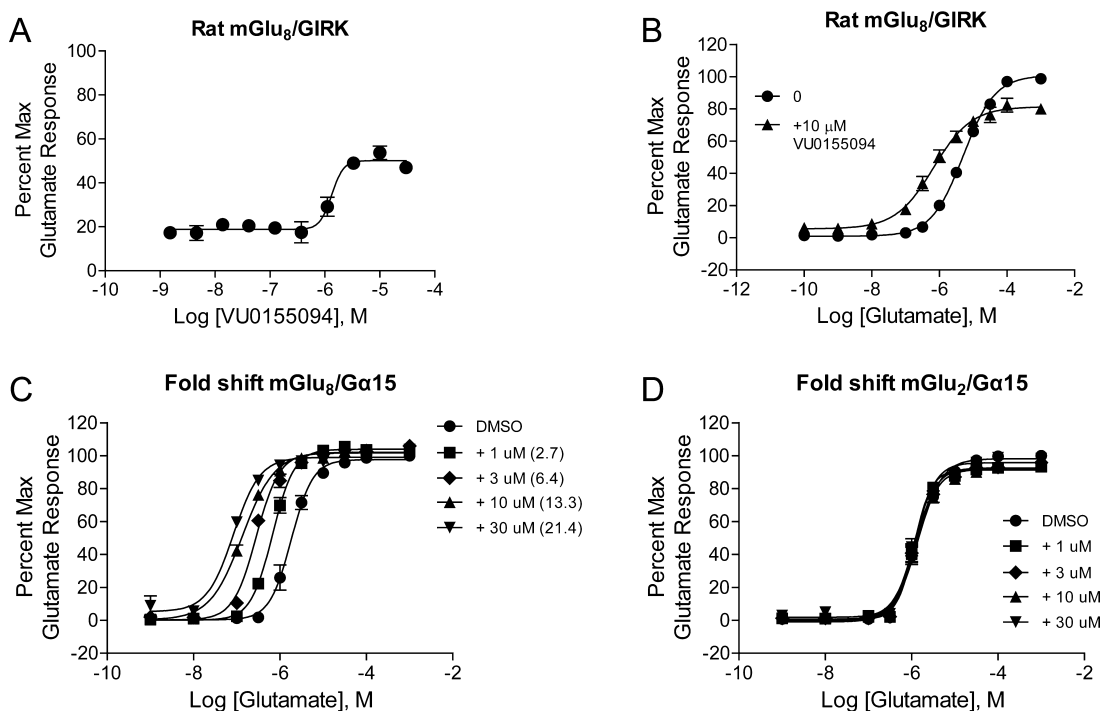 A
Rat mGlu₈/GIRK
Percent Max
Glutamate Response
100
80
60
40
20
0
-10
-9
-8
-7
-6
-5
-4
Log [VU0155094], M
B
Rat mGlu₈/GIRK
Percent Max
Glutamate Response
120
100
80
60
40
20
0
-20
-12
-10
-8
-6
-4
-2
Log [Glutamate], M
0
+10 μM
VU0155094
C
Fold shift mGlu₈/Gα15
Percent Max
Glutamate Response
120
100
80
60
40
20
0
-20
-10
-8
-6
-4
-2
Log [Glutamate], M
DMSO
+ 1 uM (2.7)
+ 3 uM (6.4)
+ 10 uM (13.3)
+ 30 uM (21.4)
D
Fold shift mGlu₂/Gα15
Percent Max
Glutamate Response
120
100
80
60
40
20
0
-20
-10
-8
-6
-4
-2
Log [Glutamate], M
DMSO
+ 1 uM
+ 3 uM
+ 10 uM
+ 30 uM